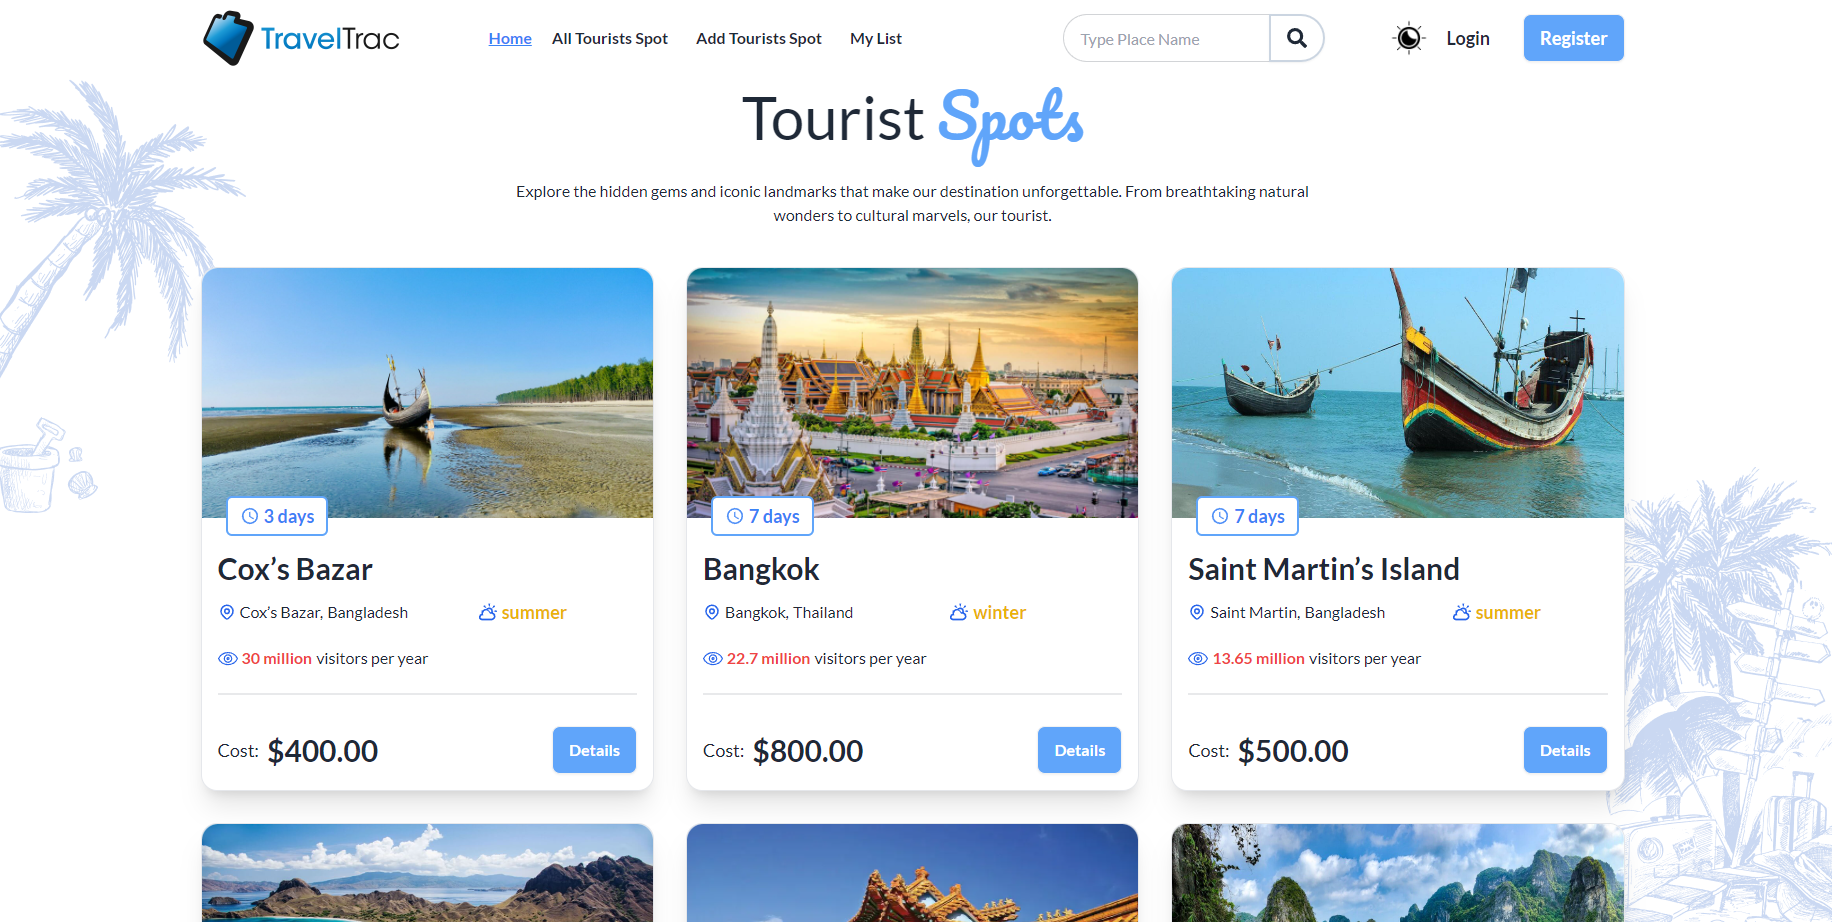 TravelTrac
Home
All Tourists Spot
Add Tourists Spot
My List
Type Place Name
Login
Register
Tourist Spots
Explore the hidden gems and iconic landmarks that make our destination unforgettable. From breathtaking natural
wonders to cultural marvels, our tourist.
3 days
Cox’s Bazar
Cox’s Bazar, Bangladesh
summer
30 million visitors per year
Cost: $400.00
Details
7 days
Bangkok
Bangkok, Thailand
winter
22.7 million visitors per year
Cost: $800.00
Details
7 days
Saint Martin’s Island
Saint Martin, Bangladesh
summer
13.65 million visitors per year
Cost: $500.00
Details